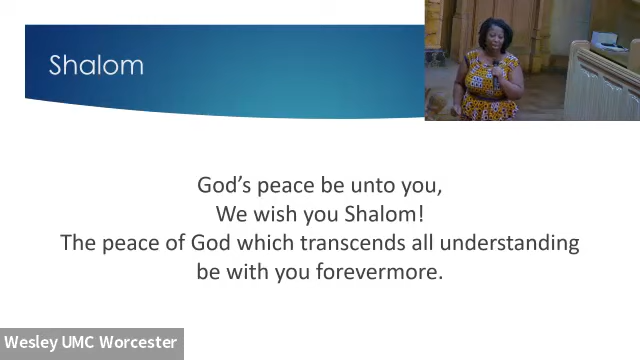 Shalom
God’s peace be unto you,
We wish you Shalom!
The peace of God which transcends all understanding
be with you forevermore.
Wesley UMC Worcester